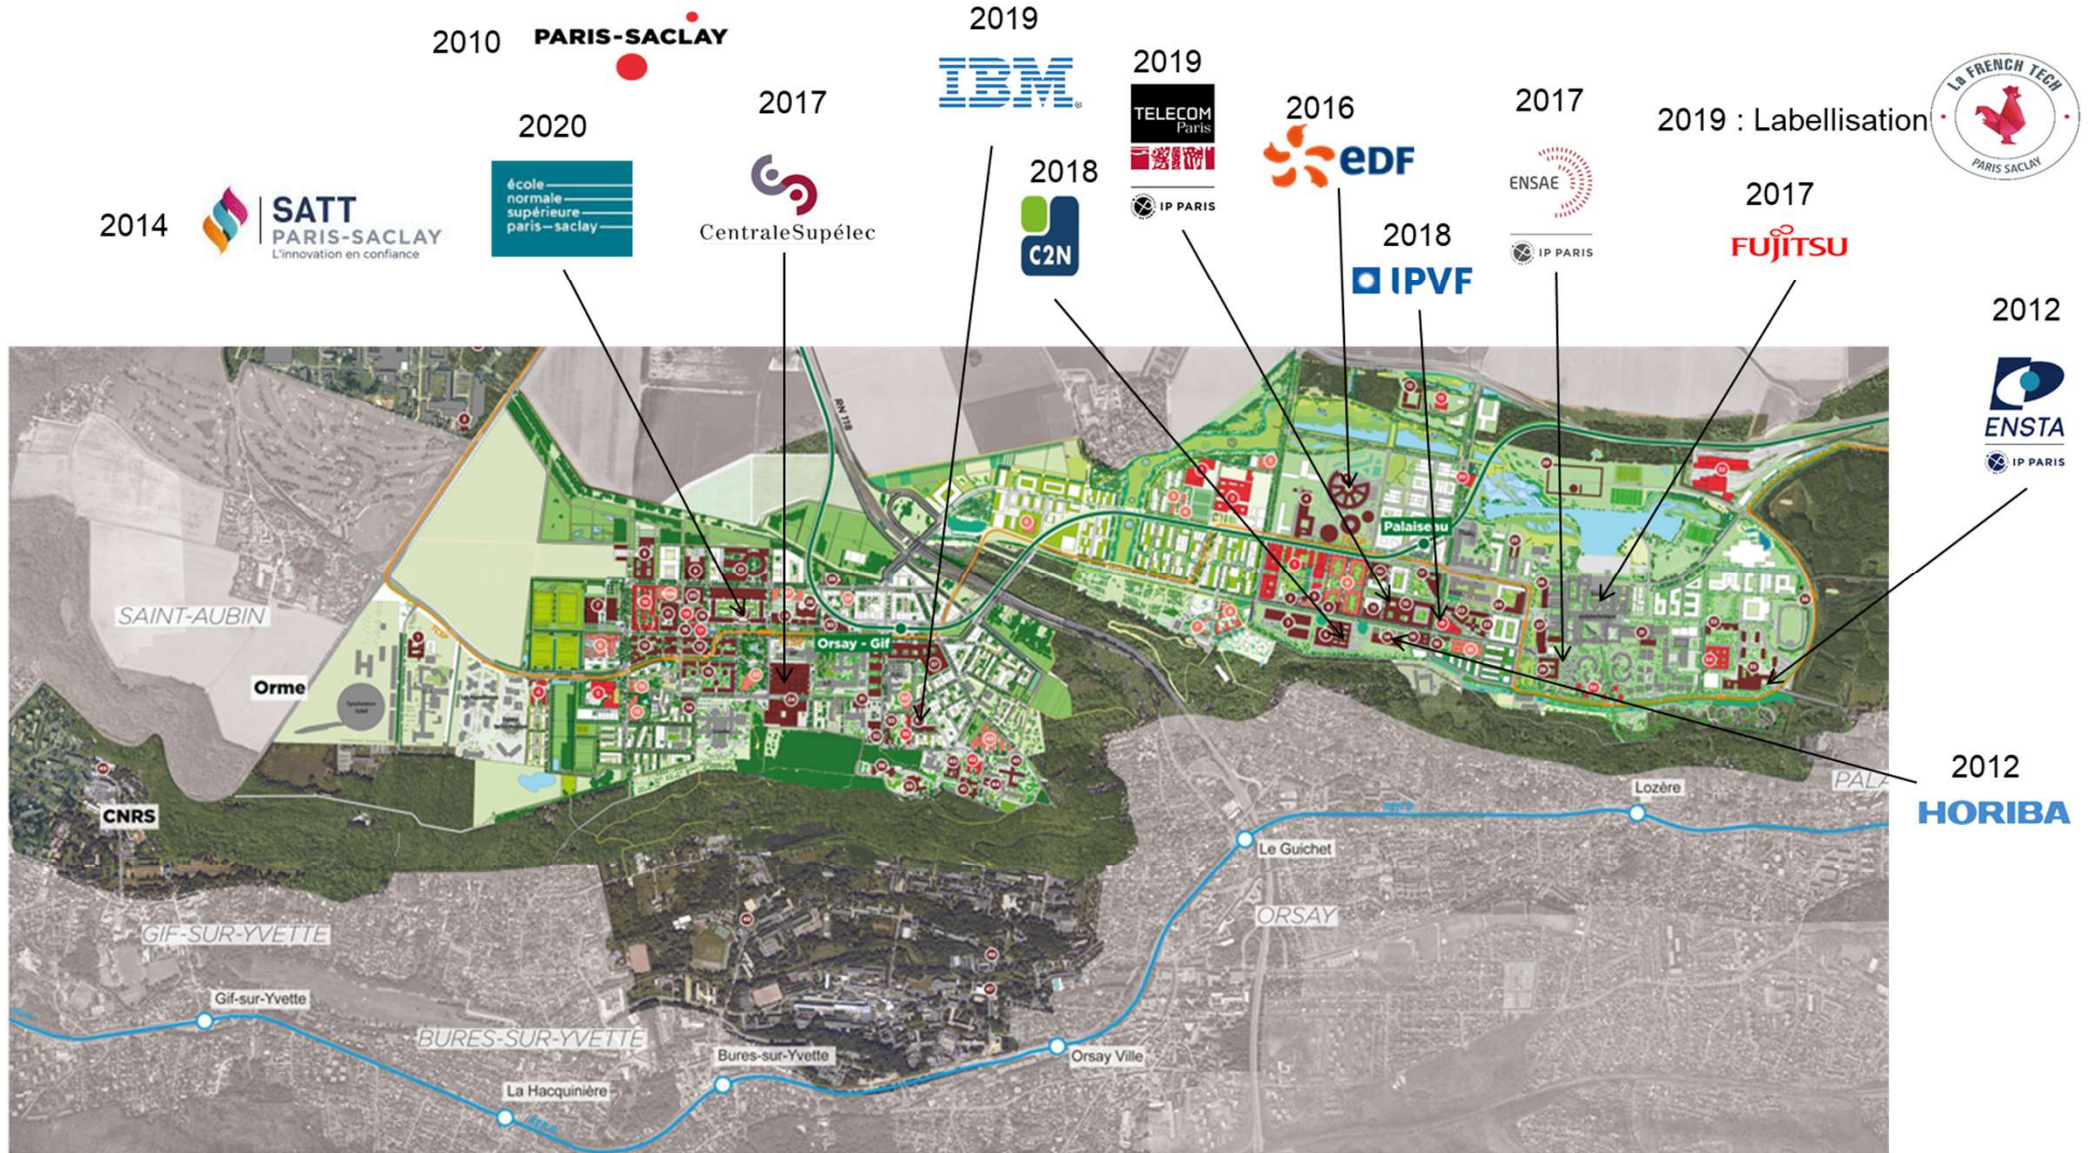 2010
PARIS-SACLAY
2019
IBM
2019
TELECOM
Paris
IP PARIS
2017
2020
école
normale
supérieure
paris-saclay
2014
SATT
PARIS-SACLAY
L'innovation en confiance
CentraleSupélec
2018
C2N
2016
eDF
2018
IPVF
2017
ENSAE
IP PARIS
2019 : Labellisation
La FRENCH TECH
PARIS SACLAY
2017
FUJITSU
2012
ENSTA
IP PARIS
RN 118
Palaiseau
SAINT-AUBIN
Orsay - Gif
Orme
CNRS
2012
HORIBA
PALA
Lozère
Le Guichet
ORSAY
GIF-SUR-YVETTE
Gif-sur-Yvette
BURES-SUR-YVETTE
Bures-sur-Yvette
Orsay Ville
La Hacquinière